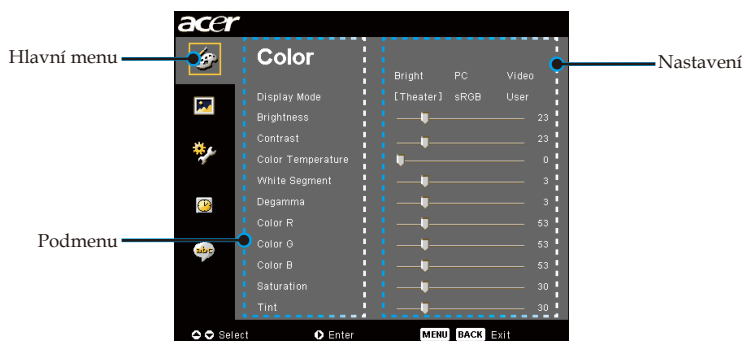 acer
Hlavní menu
Color
Nastavení
Bright PC Video
Display Mode [Theater] sRGB User
Brightness 23
Contrast 23
Color Temperature 0
White Segment 3
Degamma 3
Color R 53
Podmenu
Color G 53
abc
Color B 53
Saturation 30
Tint 30
Select Enter MENU BACK Exit